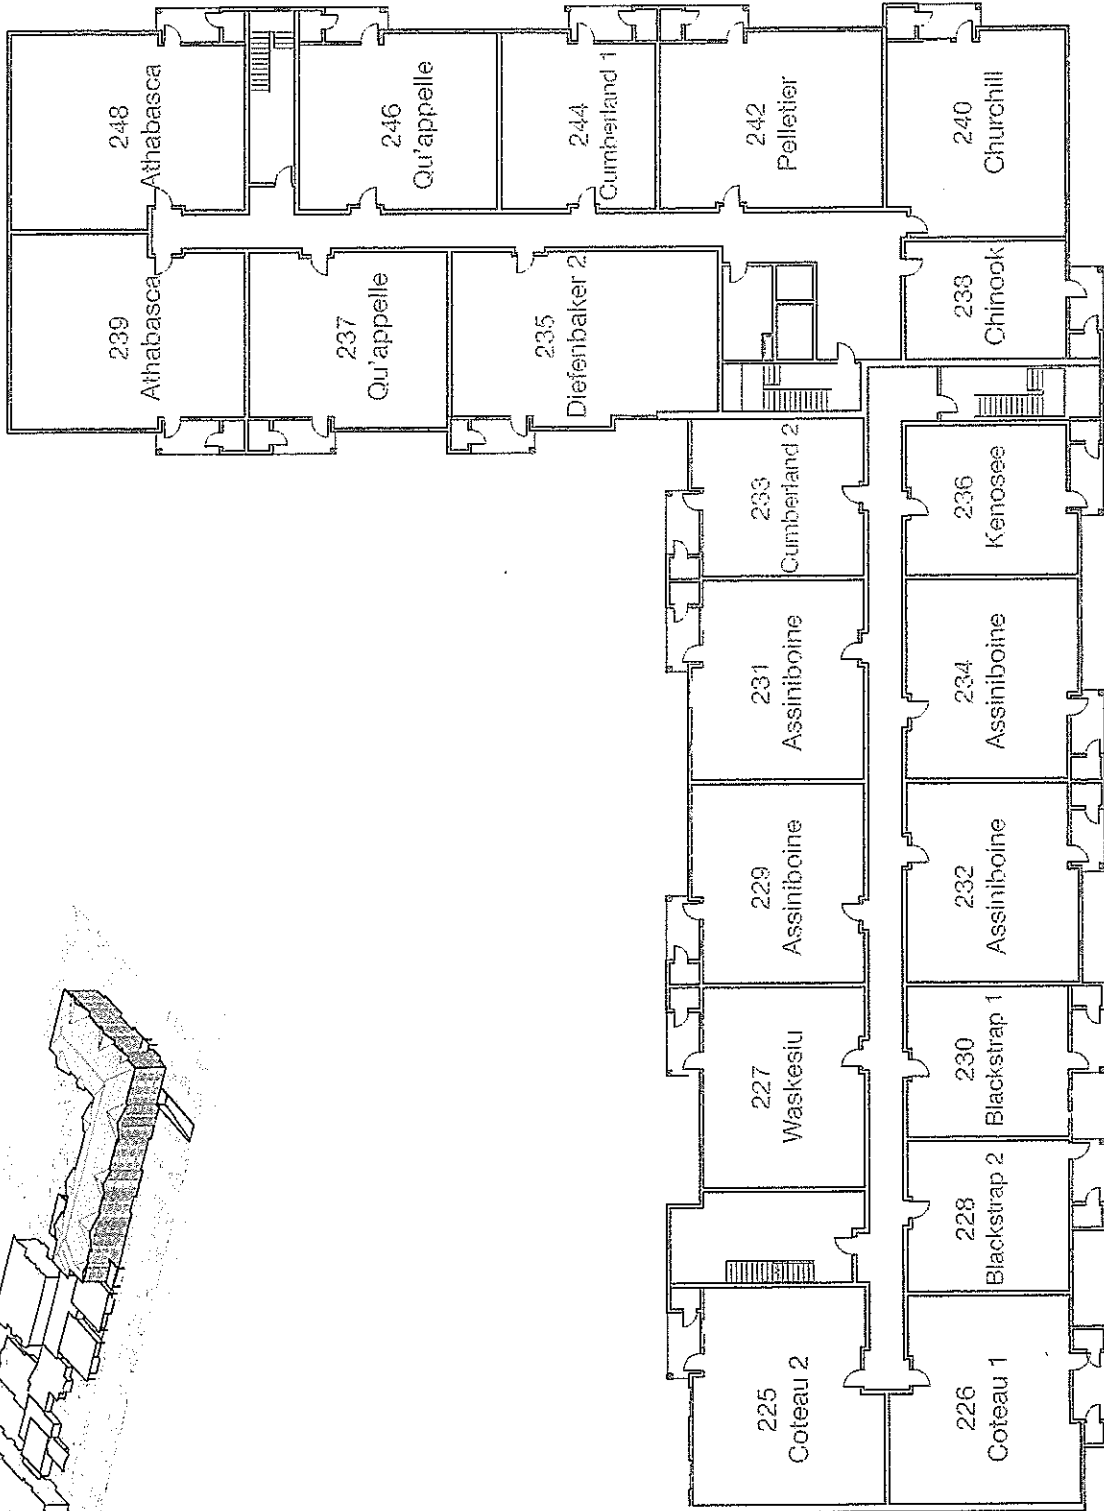 248
Athabasca
246
Qu'appelle
244
Cumberland 1
242
Pelletier
240
Churchill
239
Athabasca
237
Qu'appelle
235
Diefenbaker 2
238
Chinook
233
Cumberland 2
236
Kenosee
231
Assiniboine
234
Assiniboine
229
Assiniboine
232
Assiniboine
227
Waskesiu
230
Blackstrap 1
228
Blackstrap 2
225
Coteau 2
226
Coteau 1